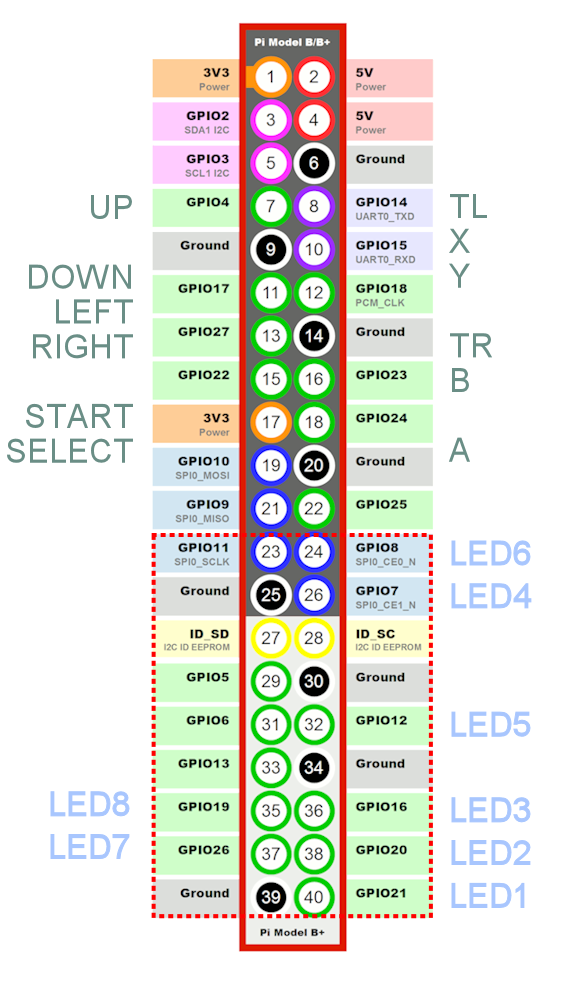 Pi Model B/B+
3V3 1 2 5V
Power Power
GPIO2 3 4 5V
SDA1 I2C Power
GPIO3 5 6 Ground
SCL1 I2C
UP GPIO4 7 8 GPIO14 TL
UART0_TXD
X
Ground 9 10 GPIO15
UART0_RXD
DOWN GPIO17 11 12 GPIO18 Y
PCM_CLK
LEFT
RIGHT GPIO27 13 14 Ground TR
GPIO22 15 16 GPIO23 B
START 3V3 17 18 GPIO24
Power
SELECT GPIO10 19 20 Ground A
SPI0_MOSI
GPIO9 21 22 GPIO25
SPI0_MISO
GPIO11 23 24 GPIO8 LED6
SPI0_SCLK SPI0_CE0_N
Ground 25 26 GPIO7 LED4
SPI0_CE1_N
ID_SD 27 28 ID_SC
I2C ID EEPROM I2C ID EEPROM
GPIO5 29 30 Ground
GPIO6 31 32 GPIO12 LED5
GPIO13 33 34 Ground
LED8 GPIO19 35 36 GPIO16 LED3
LED7 GPIO26 37 38 GPIO20 LED2
Ground 39 40 GPIO21 LED1
Pi Model B+